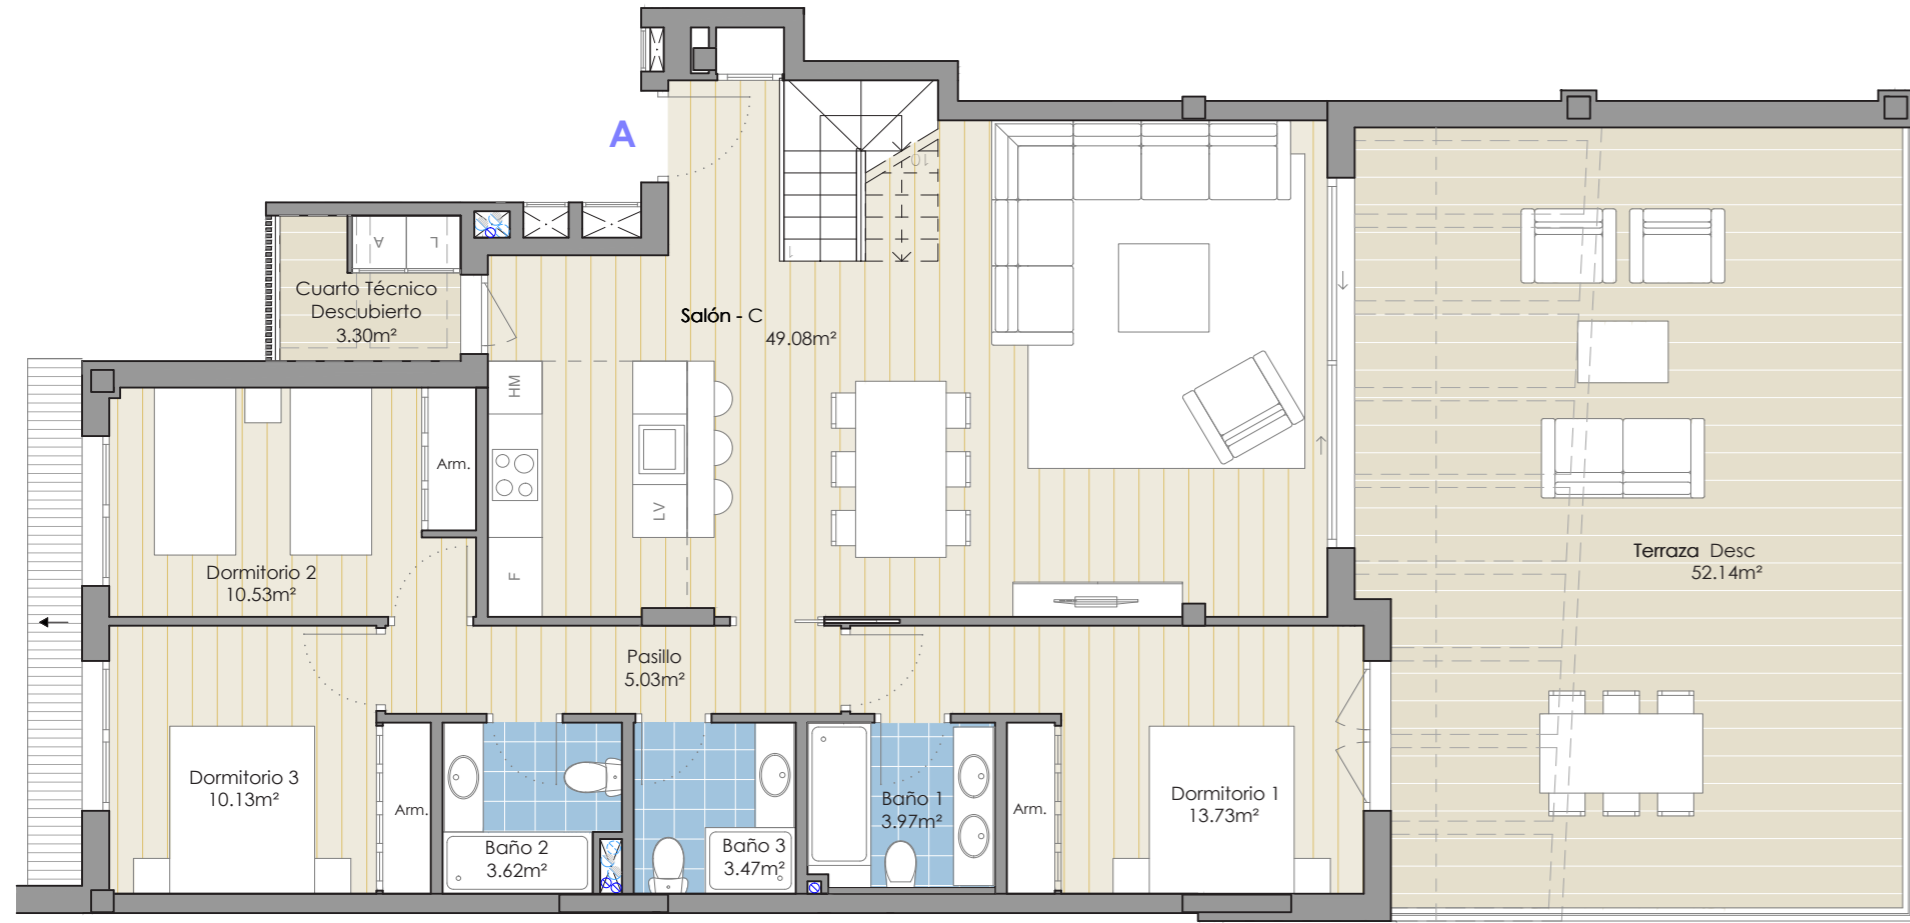 A
A
L
Cuarto Técnico
Descubierto
3.30m²
Salón - C
49.08m²
10
1
HM
LV
F
Arm.
Dormitorio 2
10.53m²
Terraza Desc
52.14m²
Pasillo
5.03m²
Dormitorio 3
10.13m²
Arm.
Baño 2
3.62m²
Baño 3
3.47m²
Baño 1
3.97m²
Arm.
Dormitorio 1
13.73m²